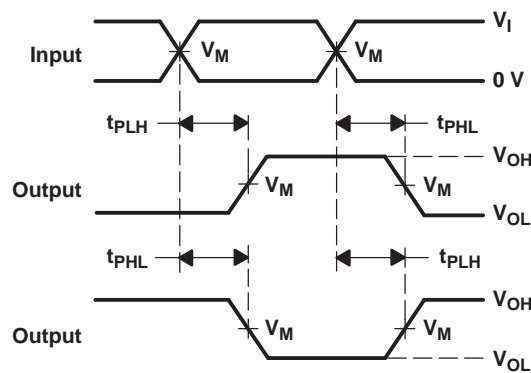 V_I
Input
V_M
V_M
0 V
t_PLH
t_PHL
V_OH
Output
V_M
V_M
V_OL
t_PHL
t_PLH
V_OH
Output
V_M
V_M
V_OL